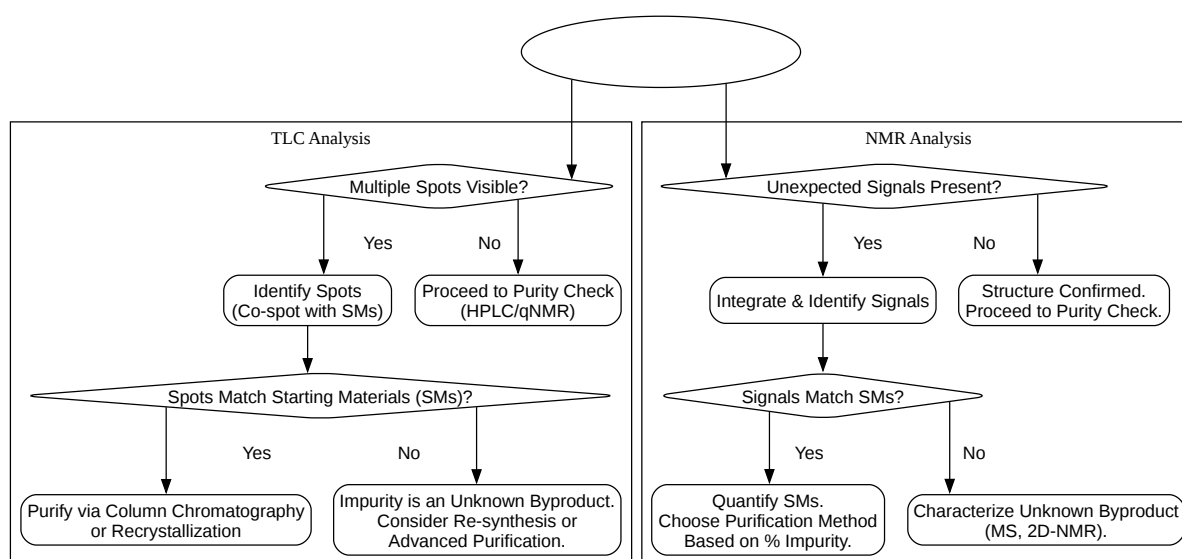 TLC Analysis
Multiple Spots Visible?
Yes
No
Identify Spots
(Co-spot with SMs)
Proceed to Purity Check
(HPLC/qNMR)
Spots Match Starting Materials (SMs)?
Yes
No
Purify via Column Chromatography
or Recrystallization
Impurity is an Unknown Byproduct.
Consider Re-synthesis or
Advanced Purification.
NMR Analysis
Unexpected Signals Present?
Yes
No
Integrate & Identify Signals
Structure Confirmed.
Proceed to Purity Check.
Signals Match SMs?
Yes
No
Quantify SMs.
Choose Purification Method
Based on % Impurity.
Characterize Unknown Byproduct
(MS, 2D-NMR).